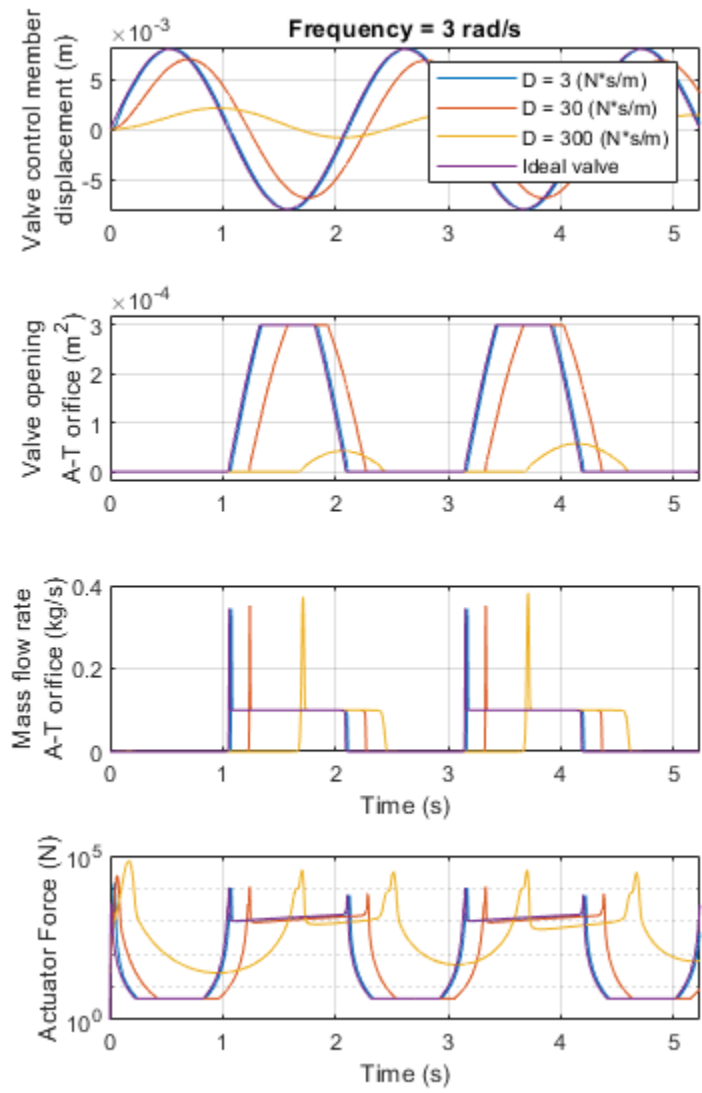 ×10⁻³
Frequency = 3 rad/s
Valve control member
displacement (m)
5
0
-5
D = 3 (N*s/m)
D = 30 (N*s/m)
D = 300 (N*s/m)
Ideal valve
0 1 2 3 4 5
×10⁻⁴
Valve opening
A-T orifice (m²)
3
2
1
0
0 1 2 3 4 5
Mass flow rate
A-T orifice (kg/s)
0.4
0.2
0
0 1 2 3 4 5
Time (s)
Actuator Force (N)
10⁵
10⁰
0 1 2 3 4 5
Time (s)